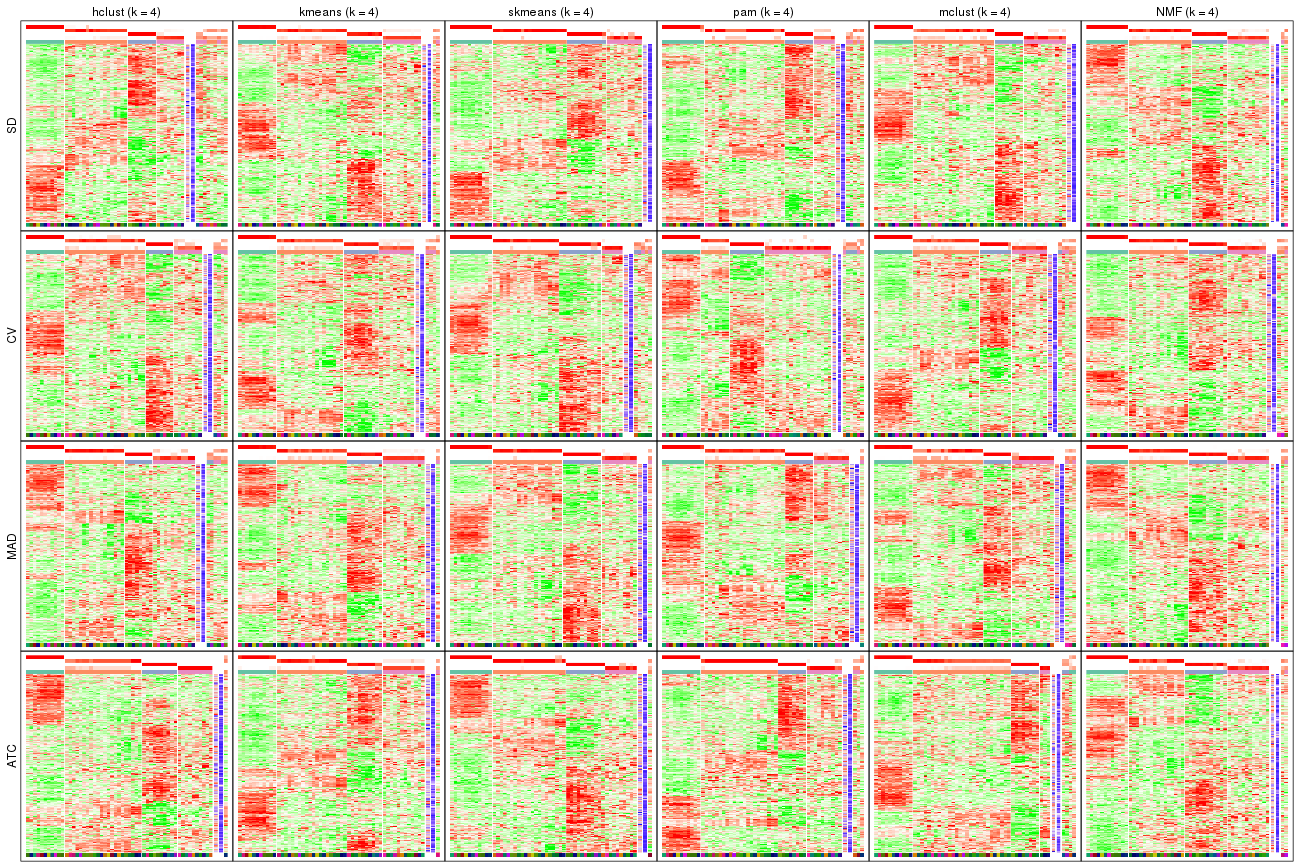 hclust (k = 4)
kmeans (k = 4)
skmeans (k = 4)
pam (k = 4)
mclust (k = 4)
NMF (k = 4)
SD
CV
MAD
ATC